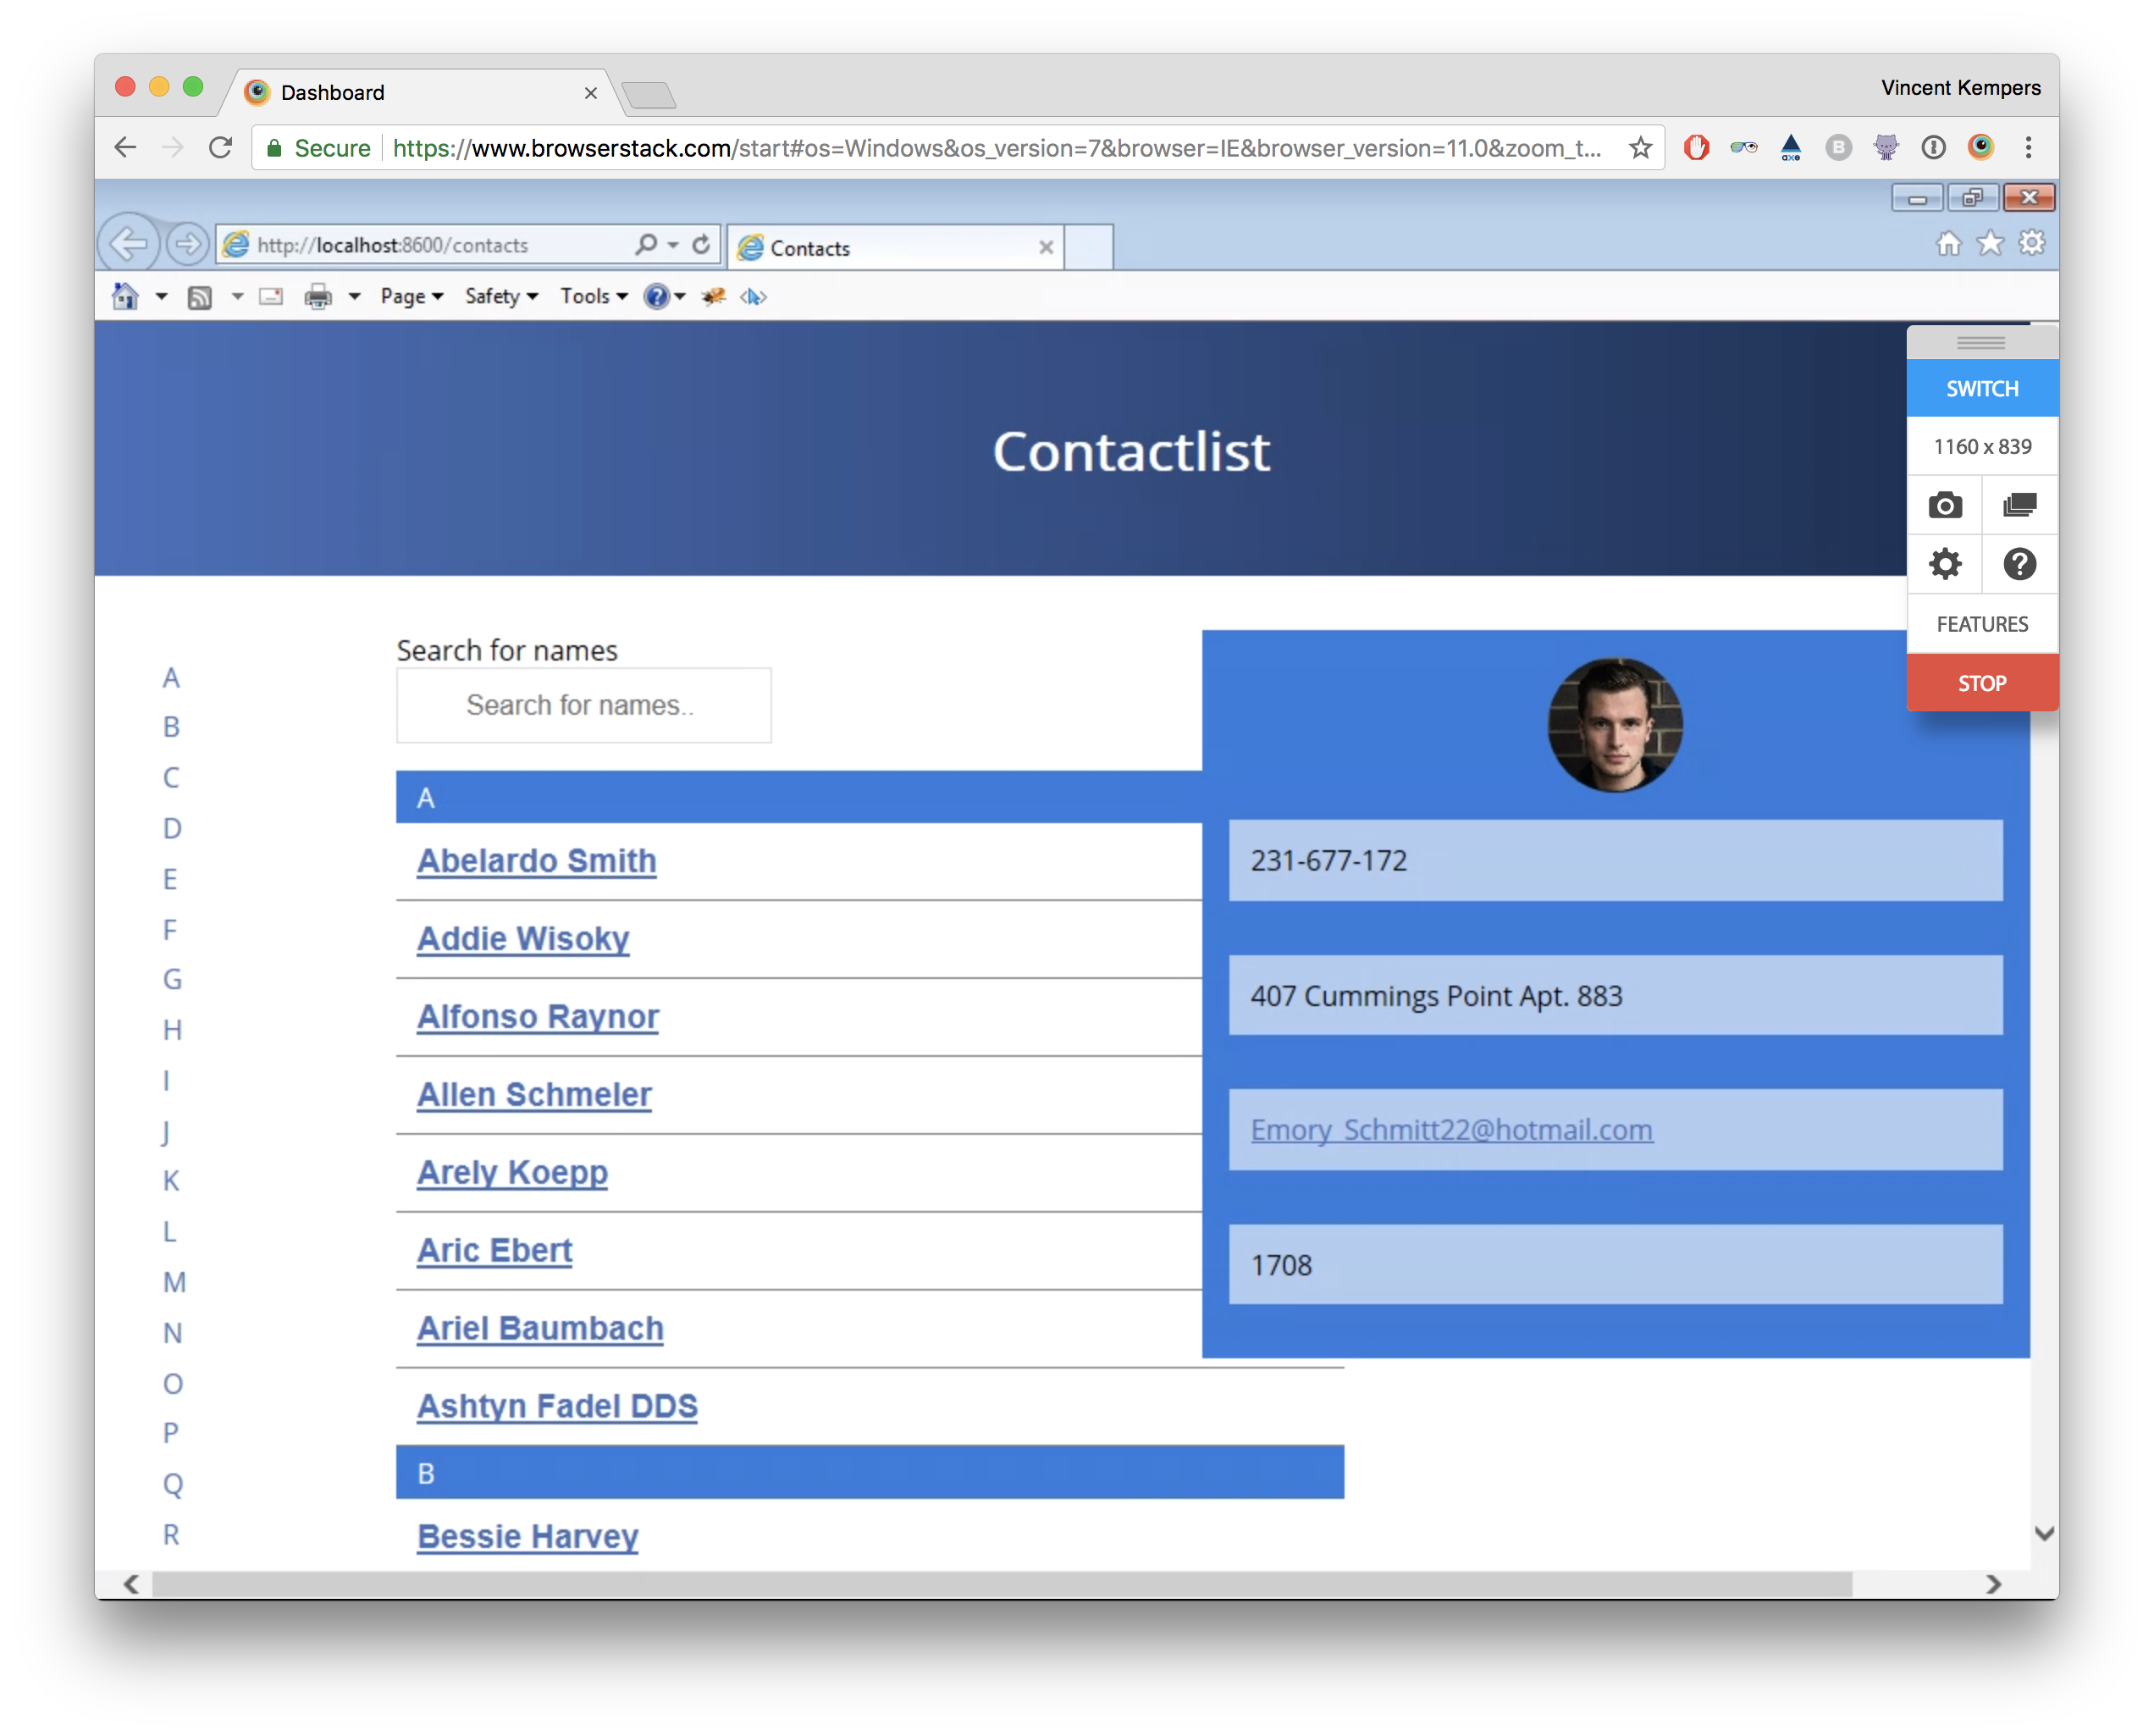 Dashboard
Vincent Kempers
Secure
https://www.browserstack.com/start#os=Windows&os_version=7&browser=IE&browser_version=11.0&zoom_t...
axe
B
http://localhost:8600/contacts
Contacts
Page
Safety
Tools
Contactlist
SWITCH
1160 x 839
FEATURES
STOP
A
B
C
D
E
F
G
H
I
J
K
L
M
N
O
P
Q
R
Search for names
Search for names..
A
Abelardo Smith
Addie Wisoky
Alfonso Raynor
Allen Schmeler
Arely Koepp
Aric Ebert
Ariel Baumbach
Ashtyn Fadel DDS
B
Bessie Harvey
231-677-172
407 Cummings Point Apt. 883
Emory_Schmitt22@hotmail.com
1708